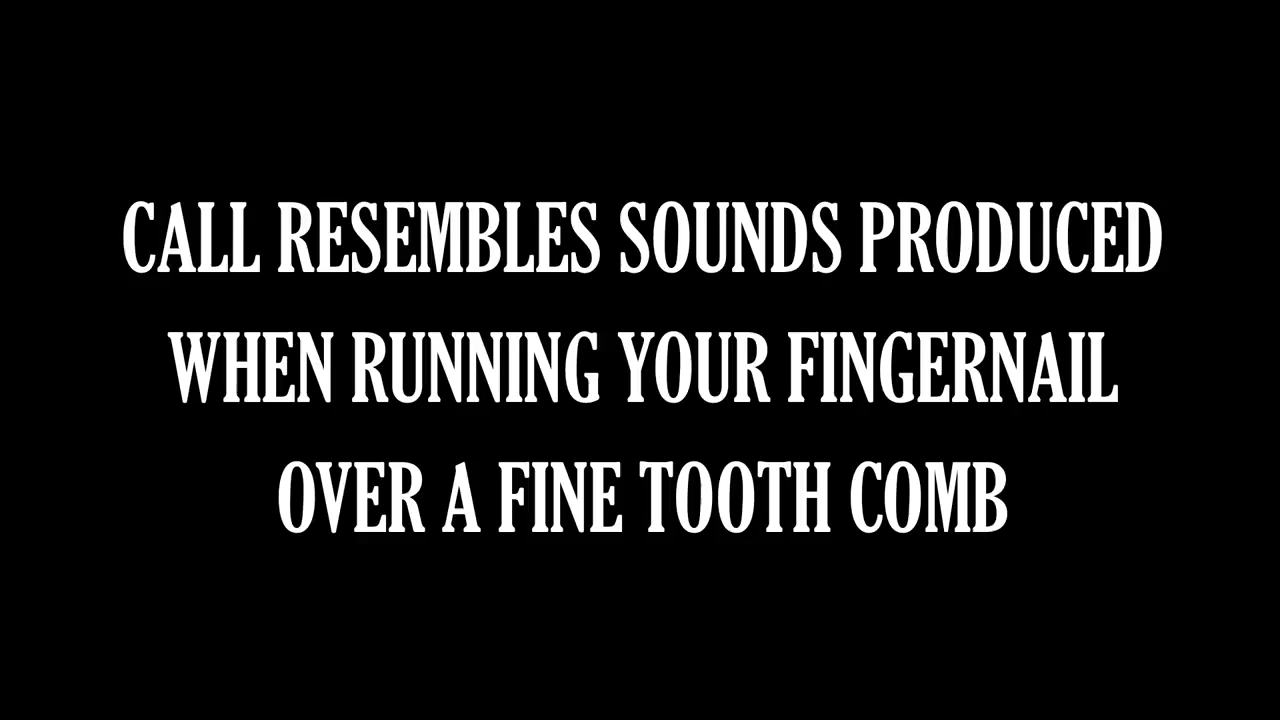 CALL RESEMBLES SOUNDS PRODUCED
WHEN RUNNING YOUR FINGERNAIL
OVER A FINE TOOTH COMB